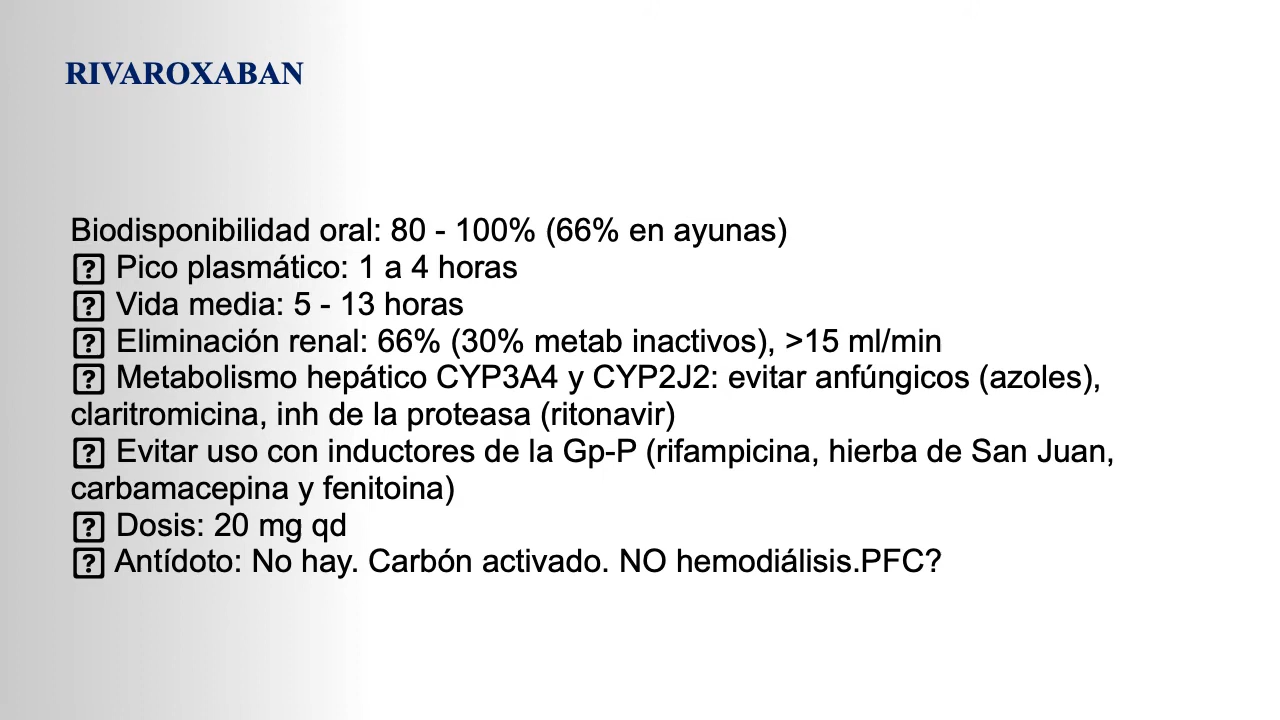 RIVAROXABAN
Biodisponibilidad oral: 80 - 100% (66% en ayunas)
⍰ Pico plasmático: 1 a 4 horas
⍰ Vida media: 5 - 13 horas
⍰ Eliminación renal: 66% (30% metab inactivos), >15 ml/min
⍰ Metabolismo hepático CYP3A4 y CYP2J2: evitar anfúngicos (azoles),
claritromicina, inh de la proteasa (ritonavir)
⍰ Evitar uso con inductores de la Gp-P (rifampicina, hierba de San Juan,
carbamacepina y fenitoina)
⍰ Dosis: 20 mg qd
⍰ Antídoto: No hay. Carbón activado. NO hemodiálisis.PFC?